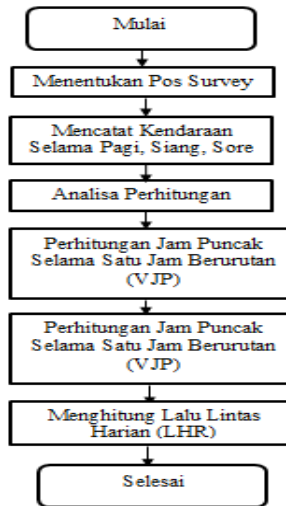 Mulai
Menentukan Pos Survey
Mencatat Kendaraan
Selama Pagi, Siang, Sore
Analisa Perhitungan
Perhitungan Jam Puncak
Selama Satu Jam Berurutan
(VJP)
Perhitungan Jam Puncak
Selama Satu Jam Berurutan
(VJP)
Menghitung Lalu Lintas
Harian (LHR)
Selesai